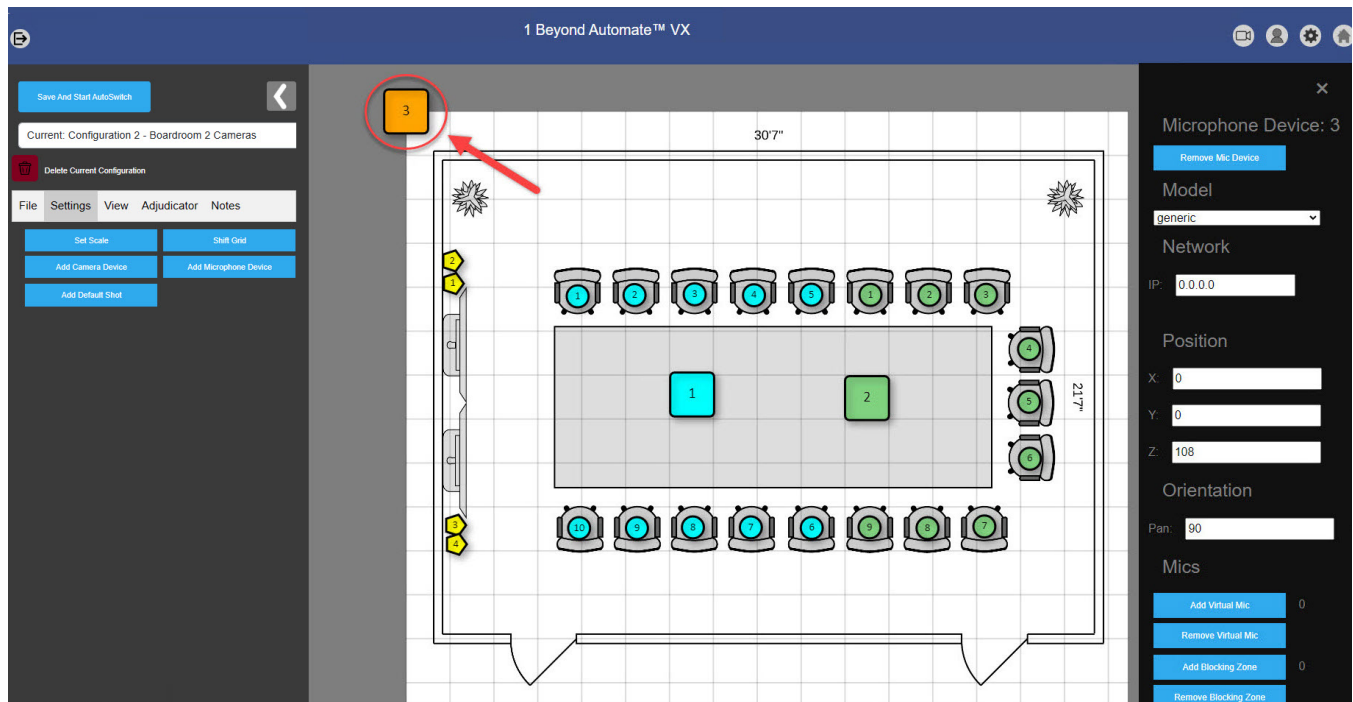 1 Beyond Automate™ VX
Save And Start AutoSwitch
Current: Configuration 2 - Boardroom 2 Cameras
Delete Current Configuration
File Settings View Adjudicator Notes
Set Scale Shift Grid
Add Camera Device Add Microphone Device
Add Default Shot
3
30'7"
2
1
1 2 3 4 5 1 2 3
4
1 2
5
21'7"
6
3
4
10 9 8 7 6 9 8 7
Microphone Device: 3
Remove Mic Device
Model
generic
Network
IP: 0.0.0.0
Position
X: 0
Y: 0
Z: 108
Orientation
Pan: 90
Mics
Add Virtual Mic 0
Remove Virtual Mic
Add Blocking Zone 0
Remove Blocking Zone